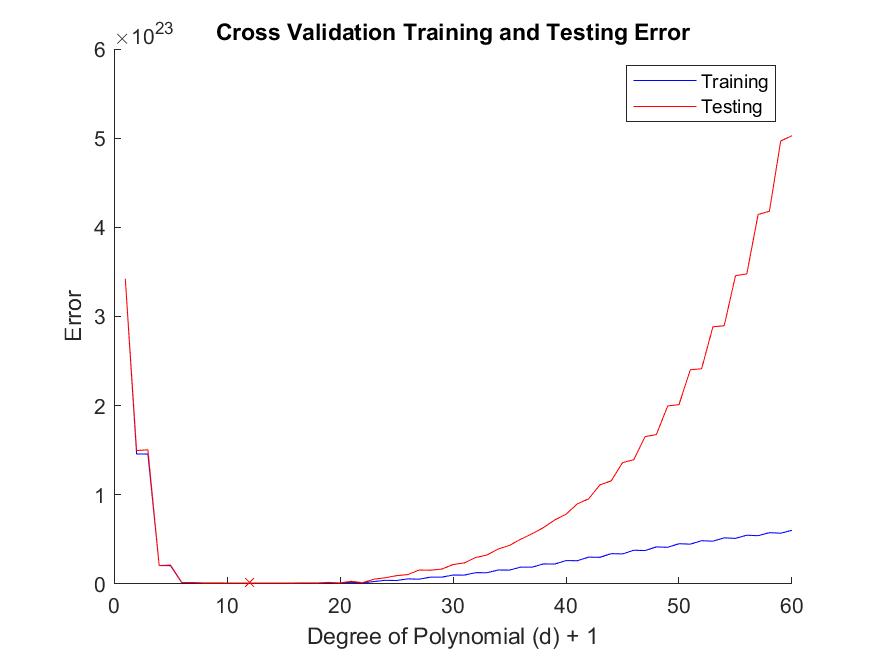 ×10^23
Cross Validation Training and Testing Error
6
5
4
3
2
1
0
Error
Training
Testing
0 10 20 30 40 50 60
Degree of Polynomial (d) + 1